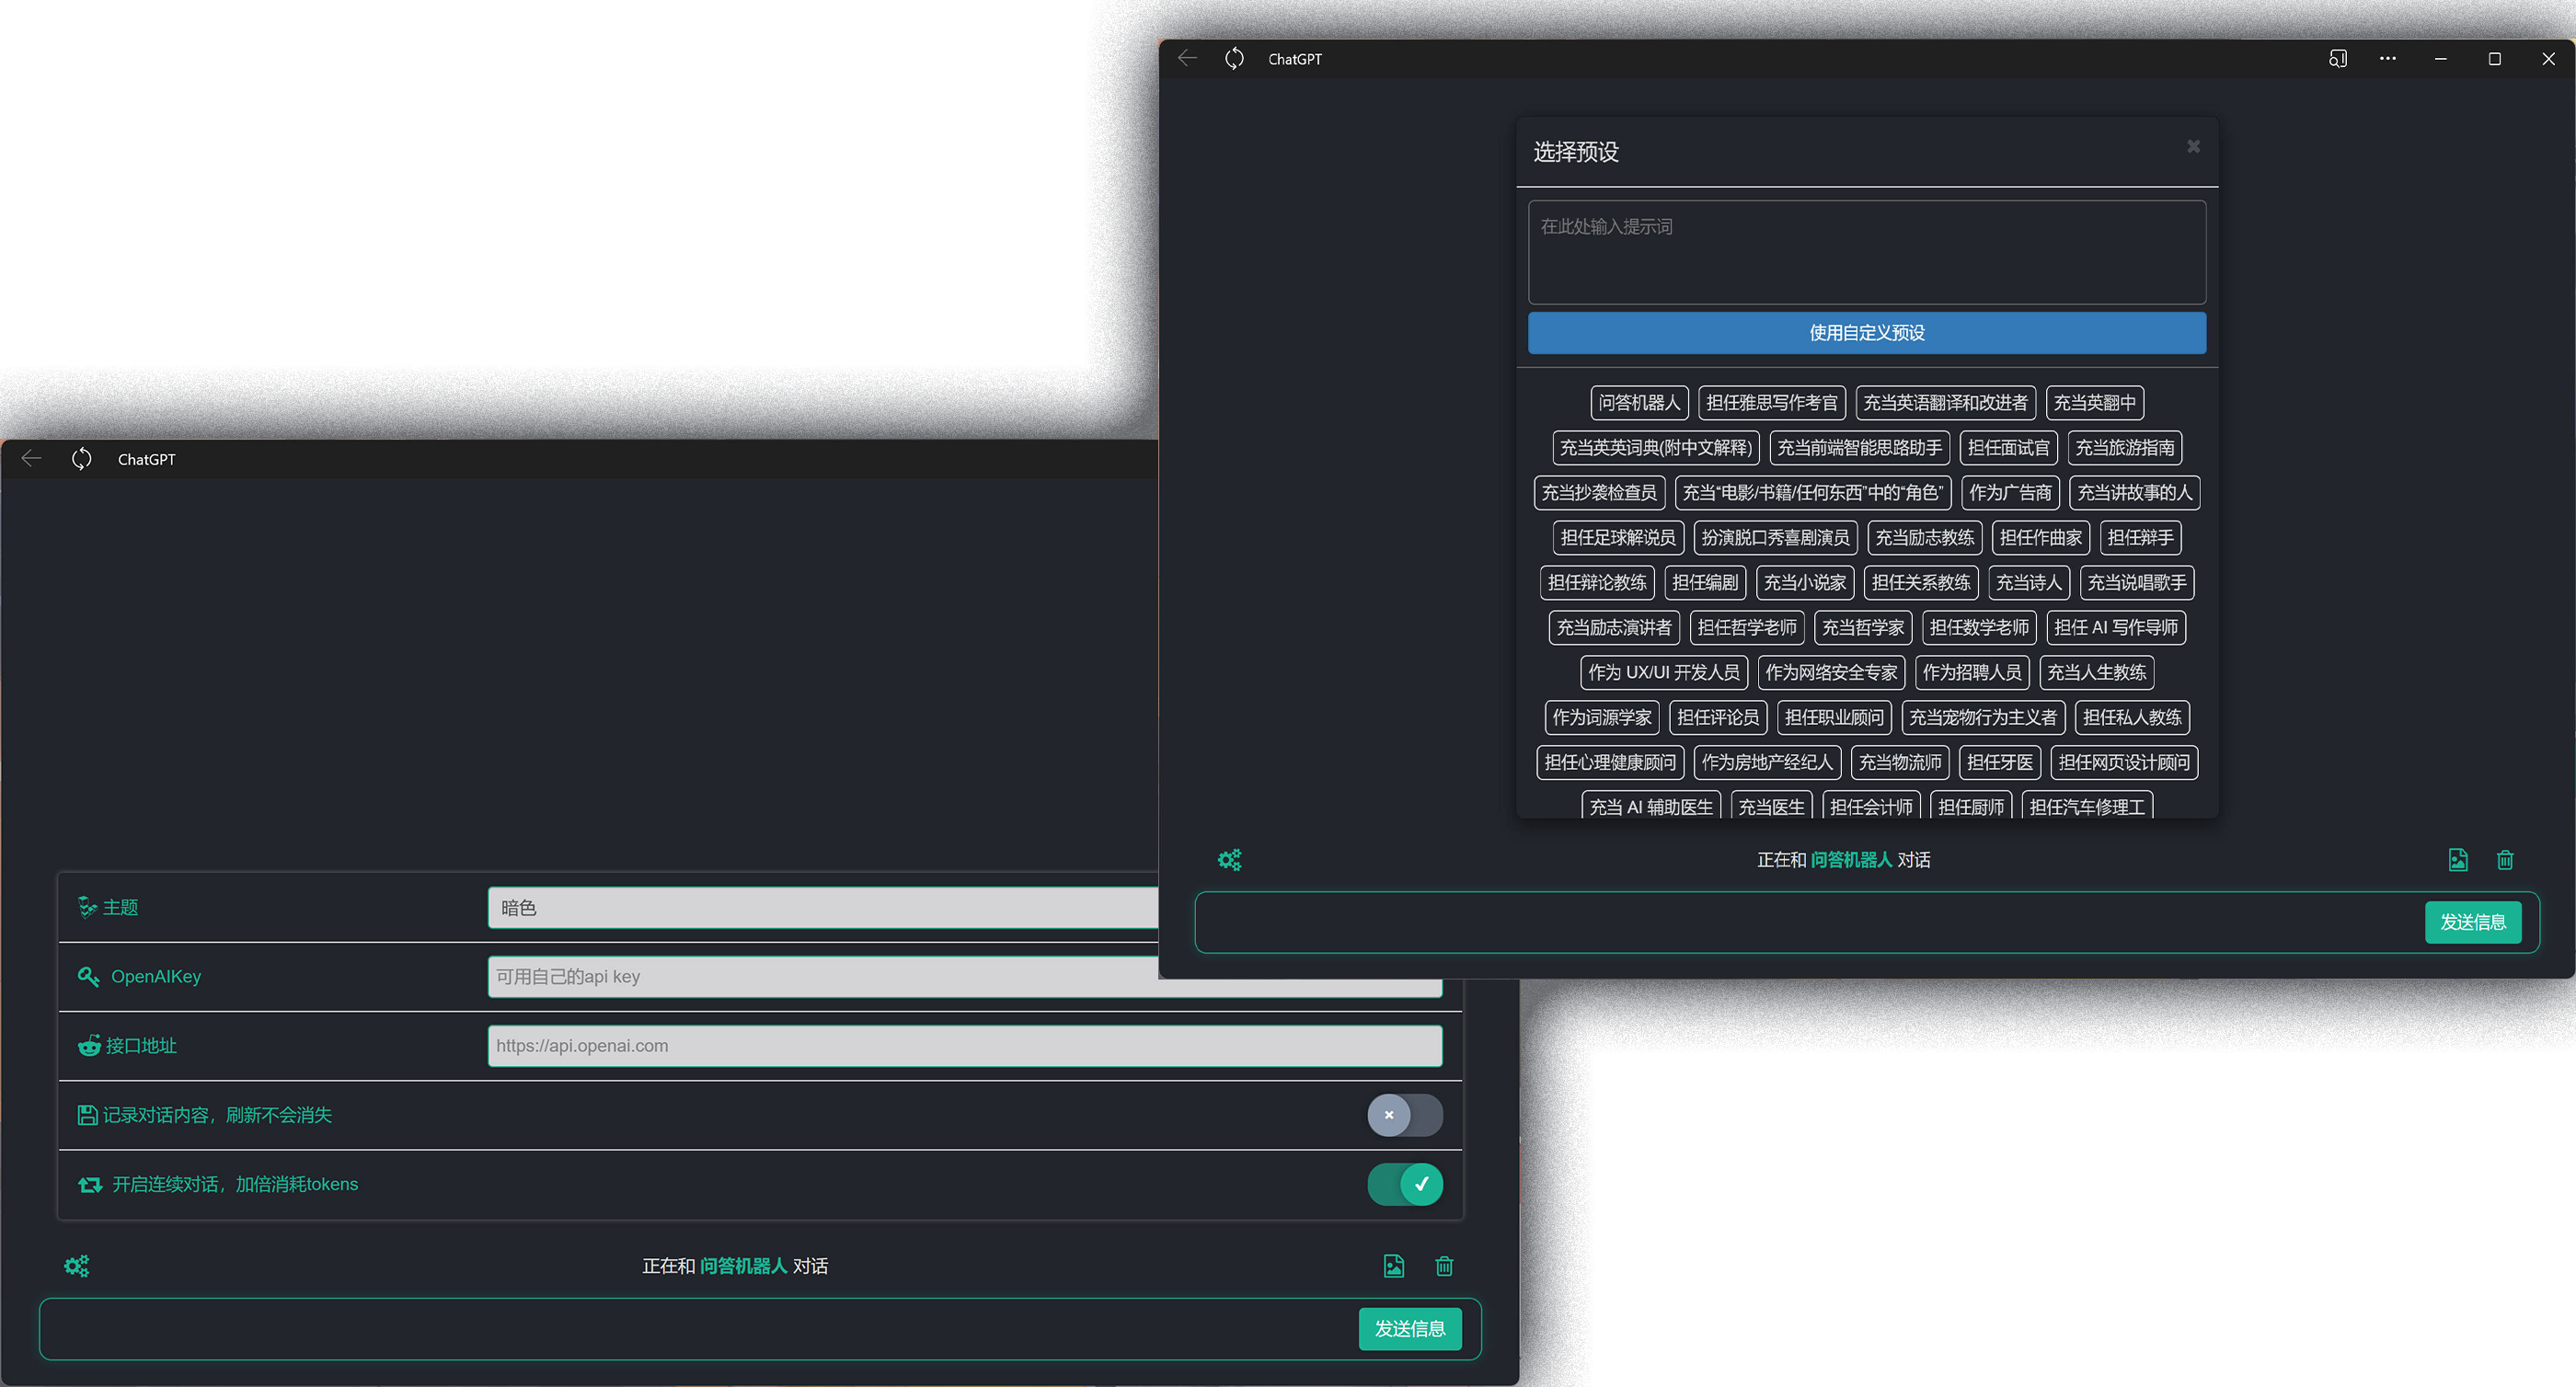 ChatGPT
选择预设
在此处输入提示词
使用自定义预设
问答机器人 担任雅思写作考官 充当英语翻译和改进者 充当英翻中
充当英英词典(附中文解释) 充当前端智能思路助手 担任面试官 充当旅游指南
充当抄袭检查员 充当“电影/书籍/任何东西”中的“角色” 作为广告商 充当讲故事的人
担任足球解说员 扮演脱口秀喜剧演员 充当励志教练 担任作曲家 担任辩手
担任辩论教练 担任编剧 充当小说家 担任关系教练 充当诗人 充当说唱歌手
充当励志演讲者 担任哲学老师 充当哲学家 担任数学老师 担任 AI 写作导师
作为 UX/UI 开发人员 作为网络安全专家 作为招聘人员 充当人生教练
作为词源学家 担任评论员 担任职业顾问 充当宠物行为主义者 担任私人教练
担任心理健康顾问 作为房地产经纪人 充当物流师 担任牙医 担任网页设计顾问
充当 AI 辅助医生 充当医生 担任会计师 担任厨师 担任汽车修理工
正在和 问答机器人 对话
发送信息
ChatGPT
主题 暗色
OpenAIKey 可用自己的api key
接口地址 https://api.openai.com
记录对话内容，刷新不会消失
开启连续对话，加倍消耗tokens
正在和 问答机器人 对话
发送信息